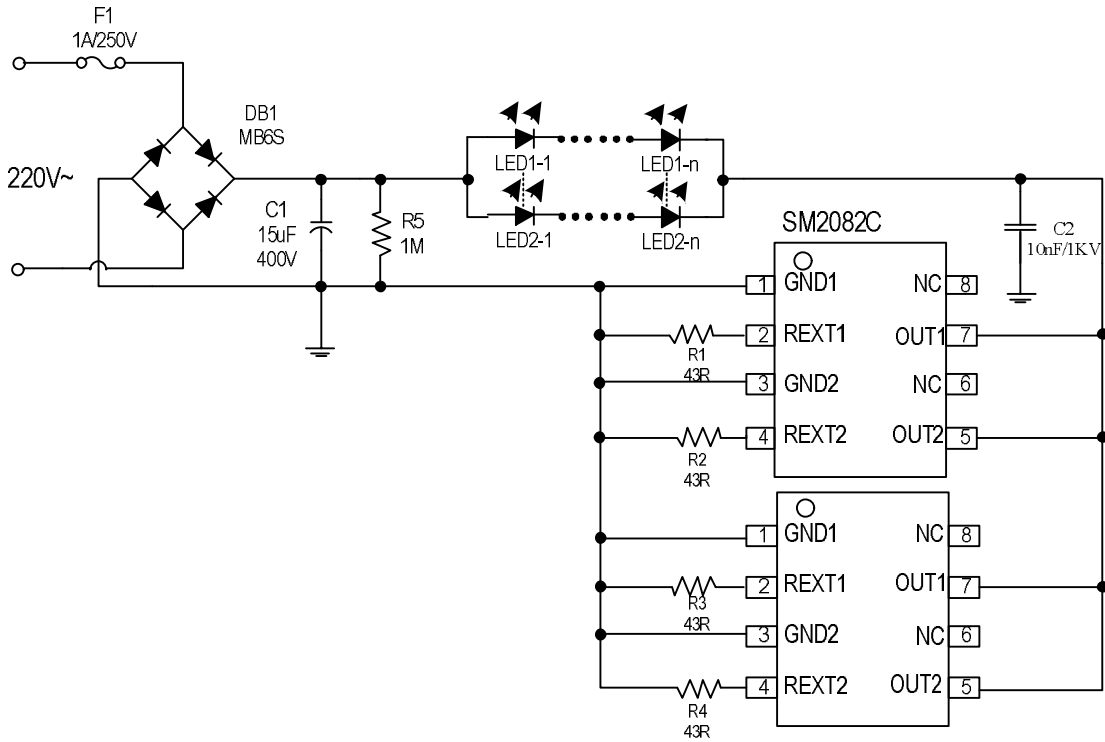 F1
1A/250V
DB1
MB6S
220V~
C1
15uF
400V
R5
1M
LED1-1
LED1-n
LED2-1
LED2-n
C2
10nF/1KV
SM2082C
1
GND1
NC
8
2
REXT1
OUT1
7
3
GND2
NC
6
4
REXT2
OUT2
5
R1
43R
R2
43R
1
GND1
NC
8
2
REXT1
OUT1
7
3
GND2
NC
6
4
REXT2
OUT2
5
R3
43R
R4
43R